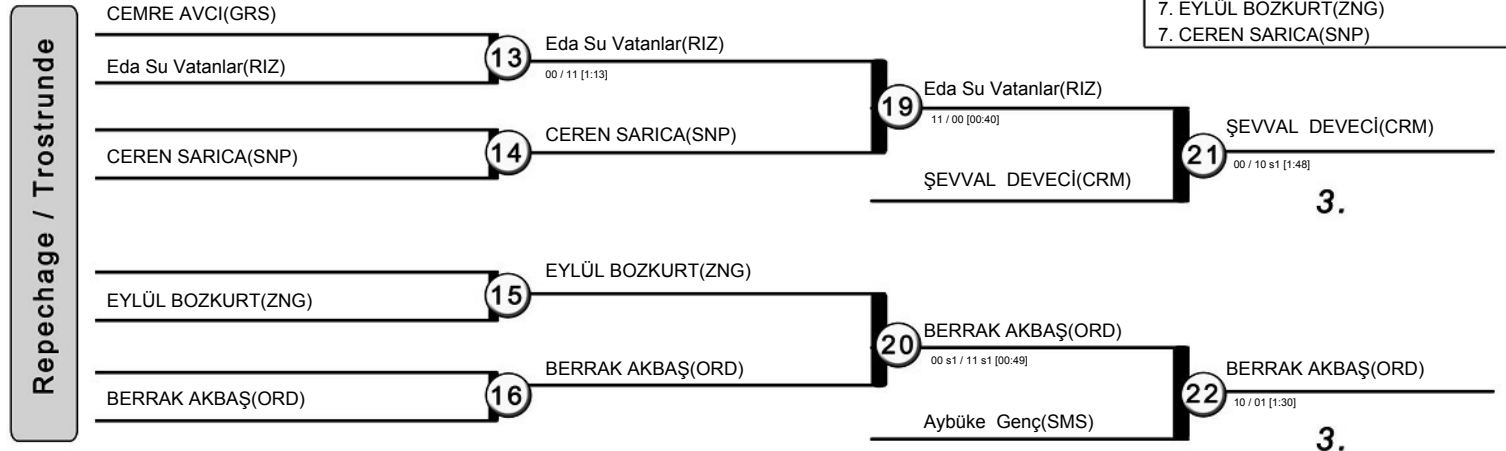 Repechage / Trostrunde
7. EYLÜL BOZKURT(ZNG)
7. CEREN SARICA(SNP)
CEMRE AVCI(GRS)
Eda Su Vatanlar(RIZ)
13
Eda Su Vatanlar(RIZ)
00 / 11 [1:13]
CEREN SARICA(SNP)
14
CEREN SARICA(SNP)
19
Eda Su Vatanlar(RIZ)
11 / 00 [00:40]
ŞEVVAL DEVECİ(CRM)
21
ŞEVVAL DEVECİ(CRM)
00 / 10 s1 [1:48]
3.
EYLÜL BOZKURT(ZNG)
15
EYLÜL BOZKURT(ZNG)
BERRAK AKBAŞ(ORD)
16
BERRAK AKBAŞ(ORD)
20
BERRAK AKBAŞ(ORD)
00 s1 / 11 s1 [00:49]
Aybüke Genç(SMS)
22
BERRAK AKBAŞ(ORD)
10 / 01 [1:30]
3.